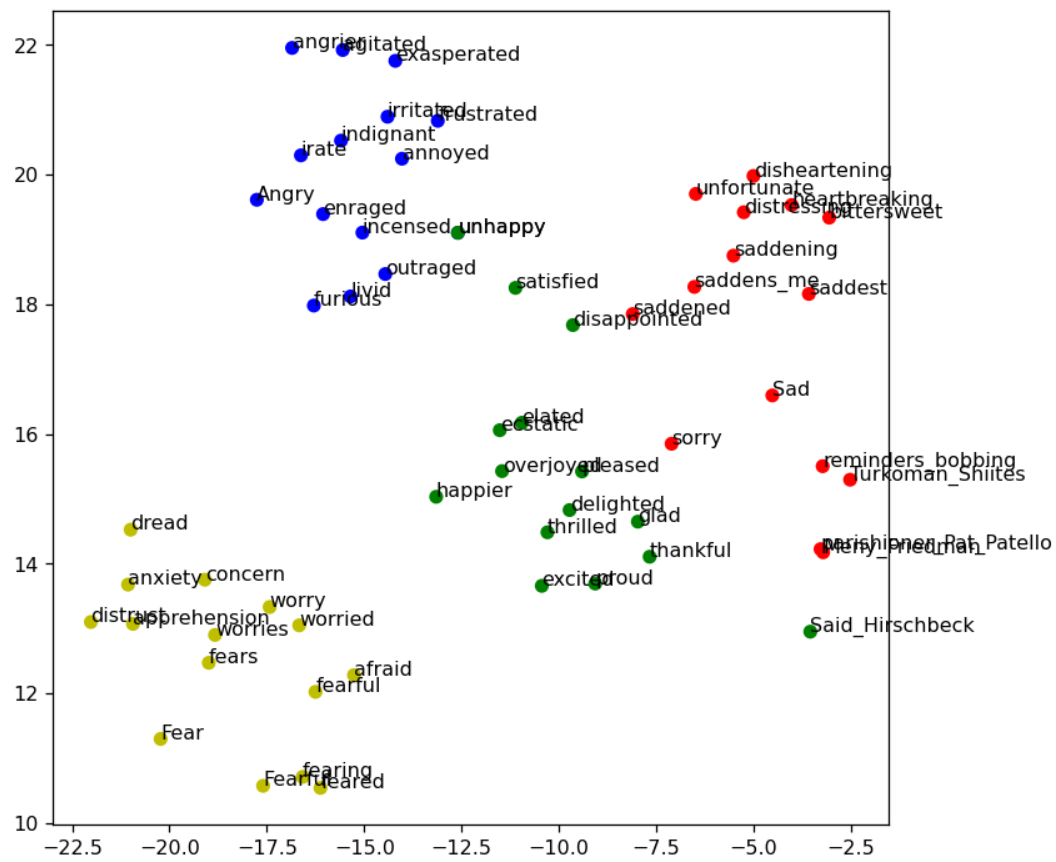 22
angrier
agitated
exasperated
irritated
frustrated
indignant
irate
annoyed
20
disheartening
unfortunate
heartbreaking
distressing
bittersweet
Angry
enraged
incensed
unhappy
saddening
outraged
satisfied
saddens_me
saddest
livid
furious
18
saddened
disappointed
Sad
elated
ecstatic
16
sorry
reminders_bobbing
Turkoman_Shiites
overjoyed
pleased
happier
delighted
glad
dread
thrilled
parishioner_Pat_Patello
Meny_Friedman
thankful
14
anxiety
concern
excited
proud
worry
distrust
apprehension
worried
worries
Said_Hirschbeck
fears
afraid
fearful
12
Fear
fearing
Fearful
feared
10
−22.5
−20.0
−17.5
−15.0
−12.5
−10.0
−7.5
−5.0
−2.5